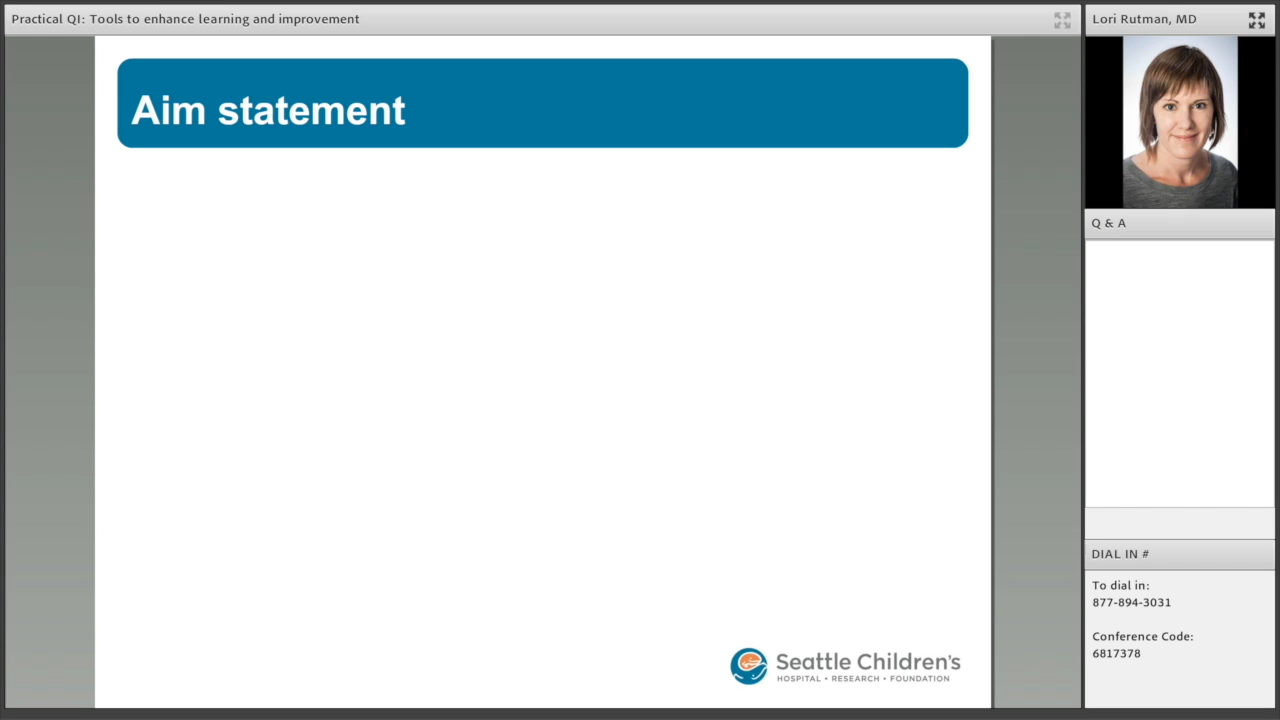 Practical QI: Tools to enhance learning and improvement
Aim statement
Seattle Children's
HOSPITAL • RESEARCH • FOUNDATION
Lori Rutman, MD
Q & A
DIAL IN #
To dial in:
877-894-3031
Conference Code:
6817378